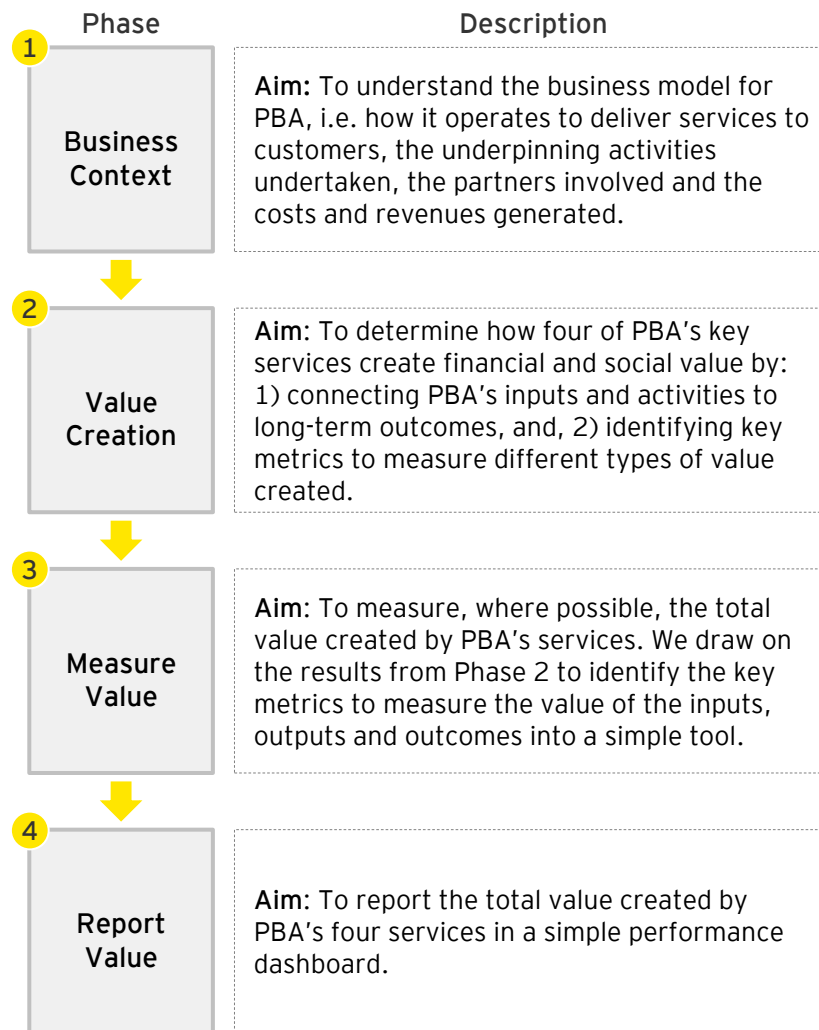 Phase
Description
1
Business
Context
Aim: To understand the business model for
PBA, i.e. how it operates to deliver services to
customers, the underpinning activities
undertaken, the partners involved and the
costs and revenues generated.
2
Value
Creation
Aim: To determine how four of PBA’s key
services create financial and social value by:
1) connecting PBA’s inputs and activities to
long-term outcomes, and, 2) identifying key
metrics to measure different types of value
created.
3
Measure
Value
Aim: To measure, where possible, the total
value created by PBA’s services. We draw on
the results from Phase 2 to identify the key
metrics to measure the value of the inputs,
outputs and outcomes into a simple tool.
4
Report
Value
Aim: To report the total value created by
PBA’s four services in a simple performance
dashboard.